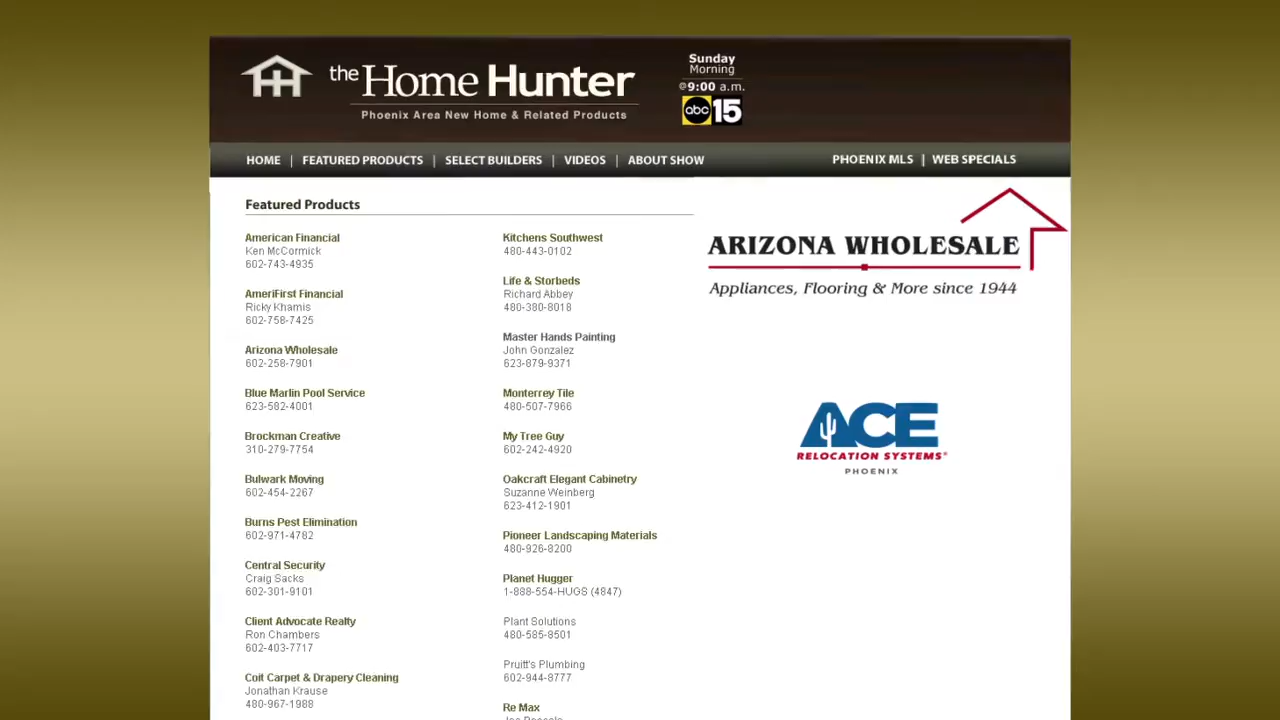 the Home Hunter
Phoenix Area New Home & Related Products
Sunday
Morning
@9:00 a.m.
abc 15
HOME | FEATURED PRODUCTS | SELECT BUILDERS | VIDEOS | ABOUT SHOW
PHOENIX MLS | WEB SPECIALS
Featured Products
American Financial
Ken McCormick
602-743-4935
AmeriFirst Financial
Ricky Khamis
602-758-7425
Arizona Wholesale
602-258-7901
Blue Marlin Pool Service
623-582-4001
Brockman Creative
310-279-7754
Bulwark Moving
602-454-2267
Burns Pest Elimination
602-971-4782
Central Security
Craig Sacks
602-301-9101
Client Advocate Realty
Ron Chambers
602-403-7717
Coit Carpet & Drapery Cleaning
Jonathan Krause
480-967-1988
Kitchens Southwest
480-443-0102
Life & Storbeds
Richard Abbey
480-380-8018
Master Hands Painting
John Gonzalez
623-879-9371
Monterrey Tile
480-507-7966
My Tree Guy
602-242-4920
Oakcraft Elegant Cabinetry
Suzanne Weinberg
623-412-1901
Pioneer Landscaping Materials
480-926-8200
Planet Hugger
1-888-554-HUGS (4847)
Plant Solutions
480-585-8501
Pruitt's Plumbing
602-944-8777
Re Max
ARIZONA WHOLESALE
Appliances, Flooring & More since 1944
ACE
RELOCATION SYSTEMS®
PHOENIX